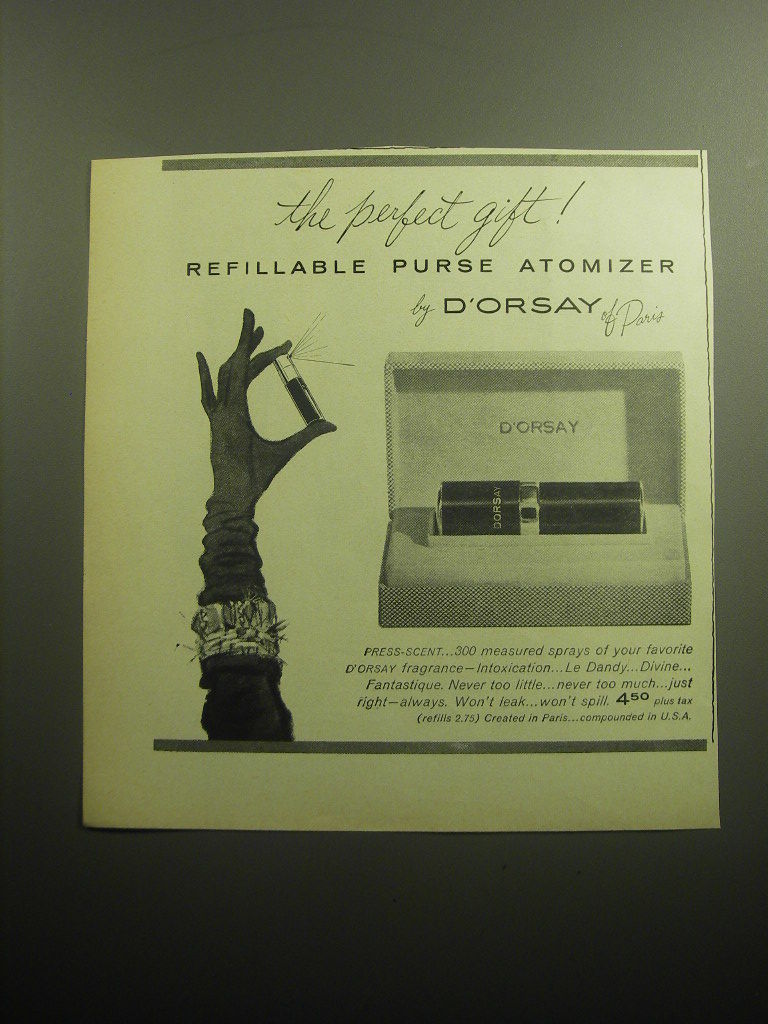 the perfect gift!
REFILLABLE PURSE ATOMIZER
by D'ORSAY of Paris
D'ORSAY
D'ORSAY
PRESS-SCENT...300 measured sprays of your favorite
D'ORSAY fragrance—Intoxication...Le Dandy...Divine...
Fantastique. Never too little...never too much...just
right—always. Won't leak...won't spill. 4.50 plus tax
(refills 2.75) Created in Paris...compounded in U.S.A.